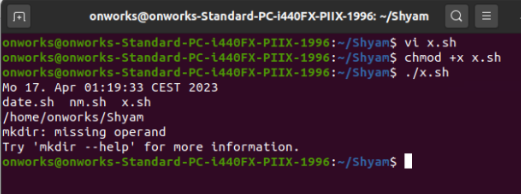 onworks@onworks-Standard-PC-i440FX-PIIX-1996: ~/Shyam
onworks@onworks-Standard-PC-i440FX-PIIX-1996:~/Shyam$ vi x.sh
onworks@onworks-Standard-PC-i440FX-PIIX-1996:~/Shyam$ chmod +x x.sh
onworks@onworks-Standard-PC-i440FX-PIIX-1996:~/Shyam$ ./x.sh
Mo 17. Apr 01:19:33 CEST 2023
date.sh  nm.sh  x.sh
/home/onworks/Shyam
mkdir: missing operand
Try 'mkdir --help' for more information.
onworks@onworks-Standard-PC-i440FX-PIIX-1996:~/Shyam$